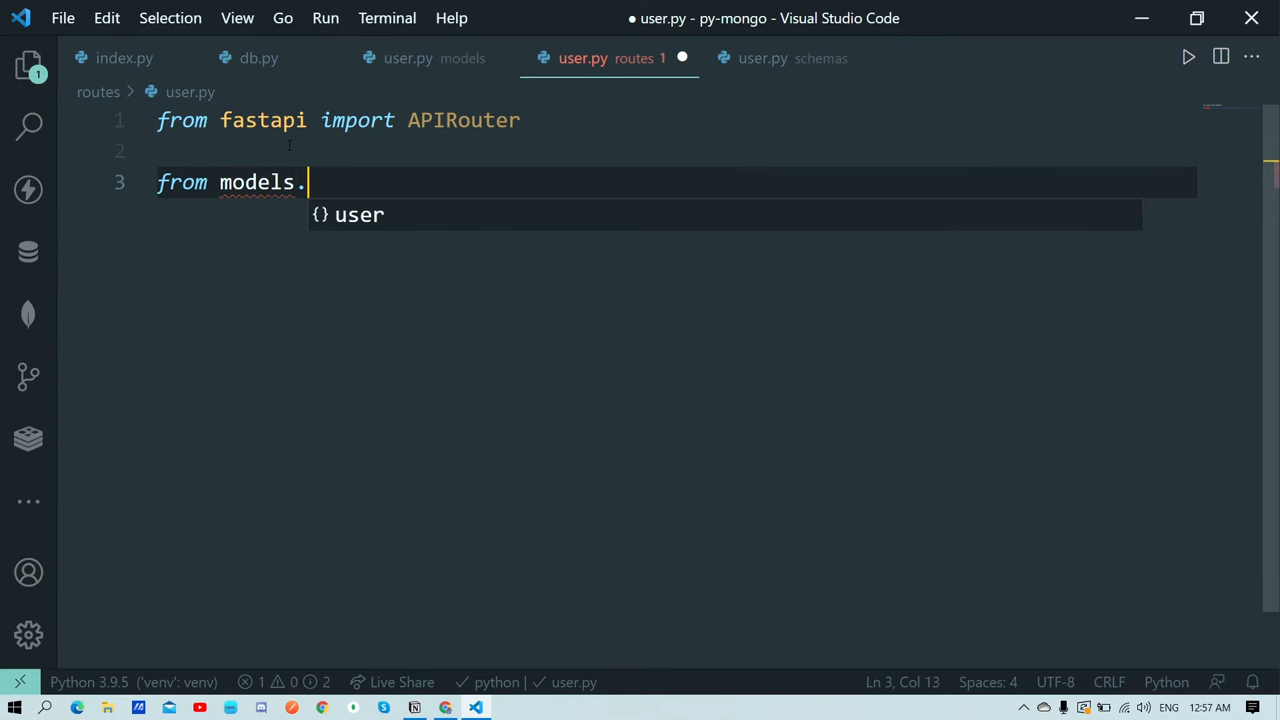 File Edit Selection View Go Run Terminal Help ● user.py - py-mongo - Visual Studio Code
index.py db.py user.py models user.py routes 1 user.py schemas
routes > user.py
1 from fastapi import APIRouter
2
3 from models.
{} user
Python 3.9.5 ('venv': venv) 1 0 2 Live Share python | user.py Ln 3, Col 13 Spaces: 4 UTF-8 CRLF Python
1
ENG 12:57 AM